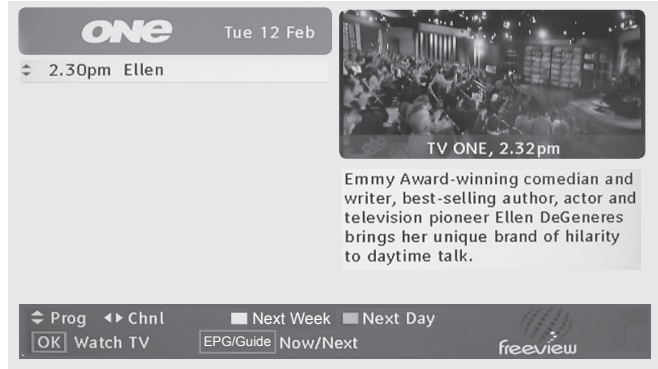 ONE Tue 12 Feb
2.30pm Ellen
TV ONE, 2.32pm
Emmy Award-winning comedian and
writer, best-selling author, actor and
television pioneer Ellen DeGeneres
brings her unique brand of hilarity
to daytime talk.
Prog Chnl Next Week Next Day
OK Watch TV EPG/Guide Now/Next
freeview